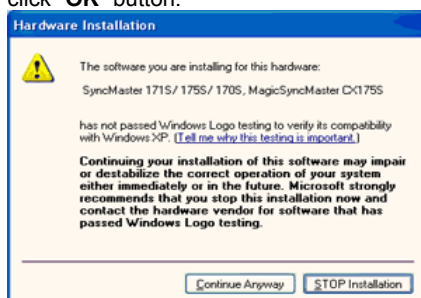 click "OK" button.
Hardware Installation
The software you are installing for this hardware:
SyncMaster 171S/ 175S/ 170S, MagicSyncMaster CX175S
has not passed Windows Logo testing to verify its compatibility
with Windows XP. (Tell me why this testing is important.)
Continuing your installation of this software may impair
or destabilize the correct operation of your system
either immediately or in the future. Microsoft strongly
recommends that you stop this installation now and
contact the hardware vendor for software that has
passed Windows Logo testing.
Continue Anyway STOP Installation